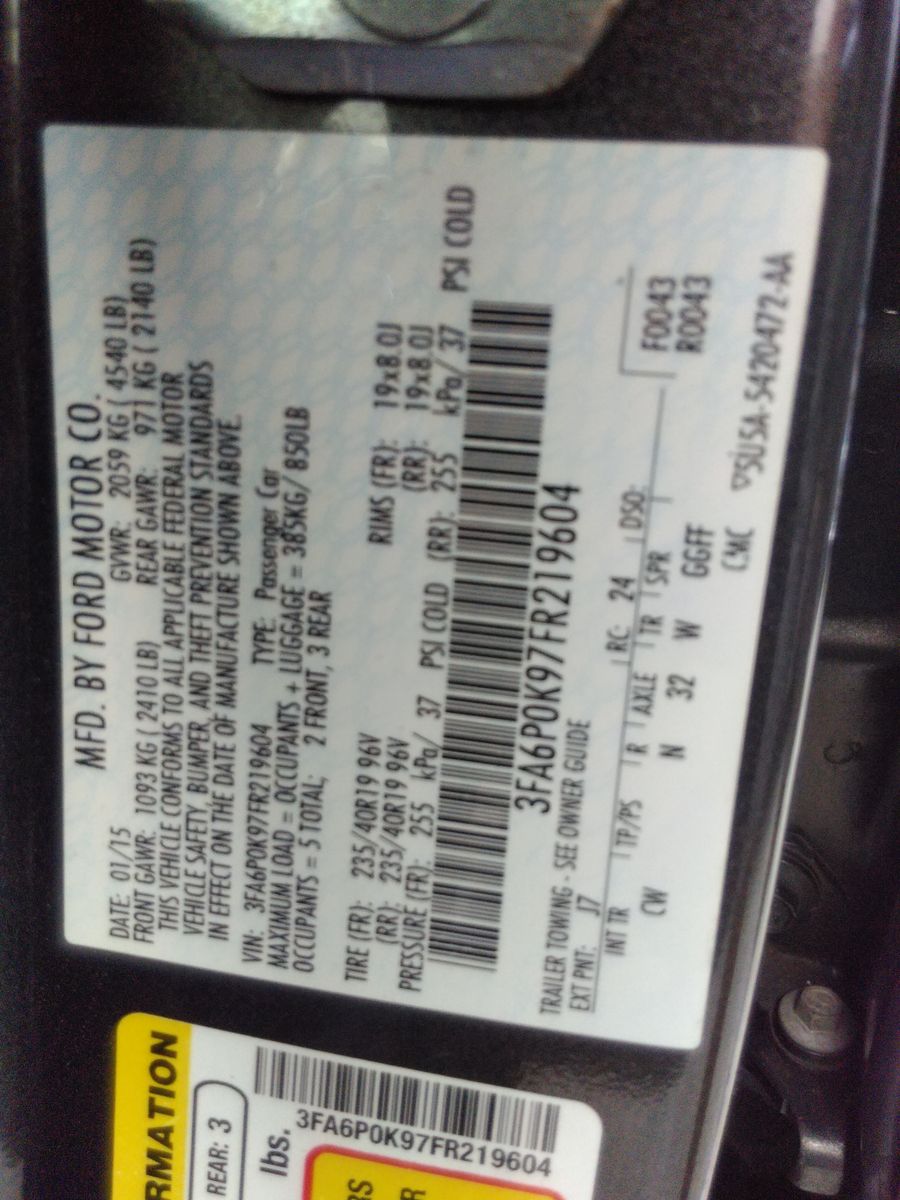 MFD. BY FORD MOTOR CO.
DATE: 01/15 GVWR: 2059 KG ( 4540 LB)
FRONT GAWR: 1093 KG ( 2410 LB) REAR GAWR: 971 KG ( 2140 LB)
THIS VEHICLE CONFORMS TO ALL APPLICABLE FEDERAL MOTOR
VEHICLE SAFETY, BUMPER, AND THEFT PREVENTION STANDARDS
IN EFFECT ON THE DATE OF MANUFACTURE SHOWN ABOVE.
VIN: 3FA6P0K97FR219604 TYPE: Passenger Car
MAXIMUM LOAD = OCCUPANTS + LUGGAGE = 385KG/ 850LB
OCCUPANTS = 5 TOTAL; 2 FRONT, 3 REAR
TIRE (FR): 235/40R19 96V RIMS (FR): 19x8.0J
(RR): 235/40R19 96V (RR): 19x8.0J
PRESSURE (FR): 255 kPa/ 37 PSI COLD (RR): 255 kPa/ 37 PSI COLD
3FA6P0K97FR219604
TRAILER TOWING - SEE OWNER GUIDE
EXT PNT: J7 RC: 24 DSO: F0043
R0043
INT TR TP/PS R AXLE TR SPR
CW N 32 W GGFF
CMC
5U5A-5420472-AA
RMATION
REAR: 3
lbs.
3FA6P0K97FR219604
RS
R